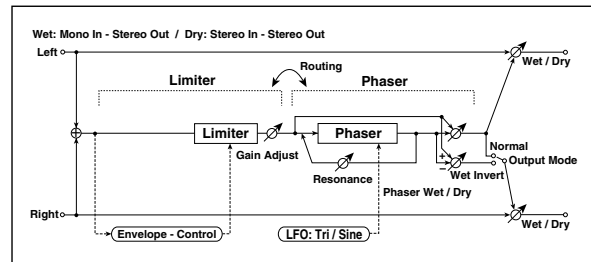 Wet: Mono In - Stereo Out / Dry: Stereo In - Stereo Out
Left
Wet / Dry
Routing
Limiter
Phaser
Limiter
Phaser
Normal
Output Mode
Gain Adjust
+
−
Wet Invert
Resonance
Phaser Wet / Dry
Right
Wet / Dry
Envelope - Control
LFO: Tri / Sine